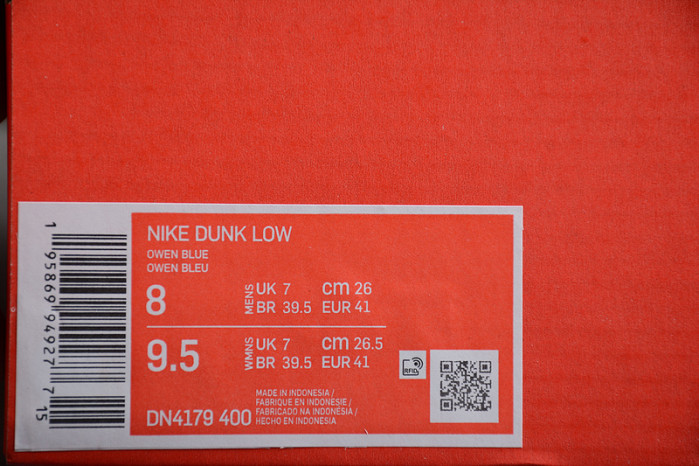 NIKE DUNK LOW
OWEN BLUE
OWEN BLEU
8 MENS UK 7 cm 26
BR 39.5 EUR 41
9.5 WMNS UK 7 cm 26.5
BR 39.5 EUR 41
RFID
MADE IN INDONESIA /
FABRIQUE EN INDONESIE /
FABRICADO NA INDONESIA /
HECHO EN INDONESIA
DN4179 400
1 95869 94927 7 15